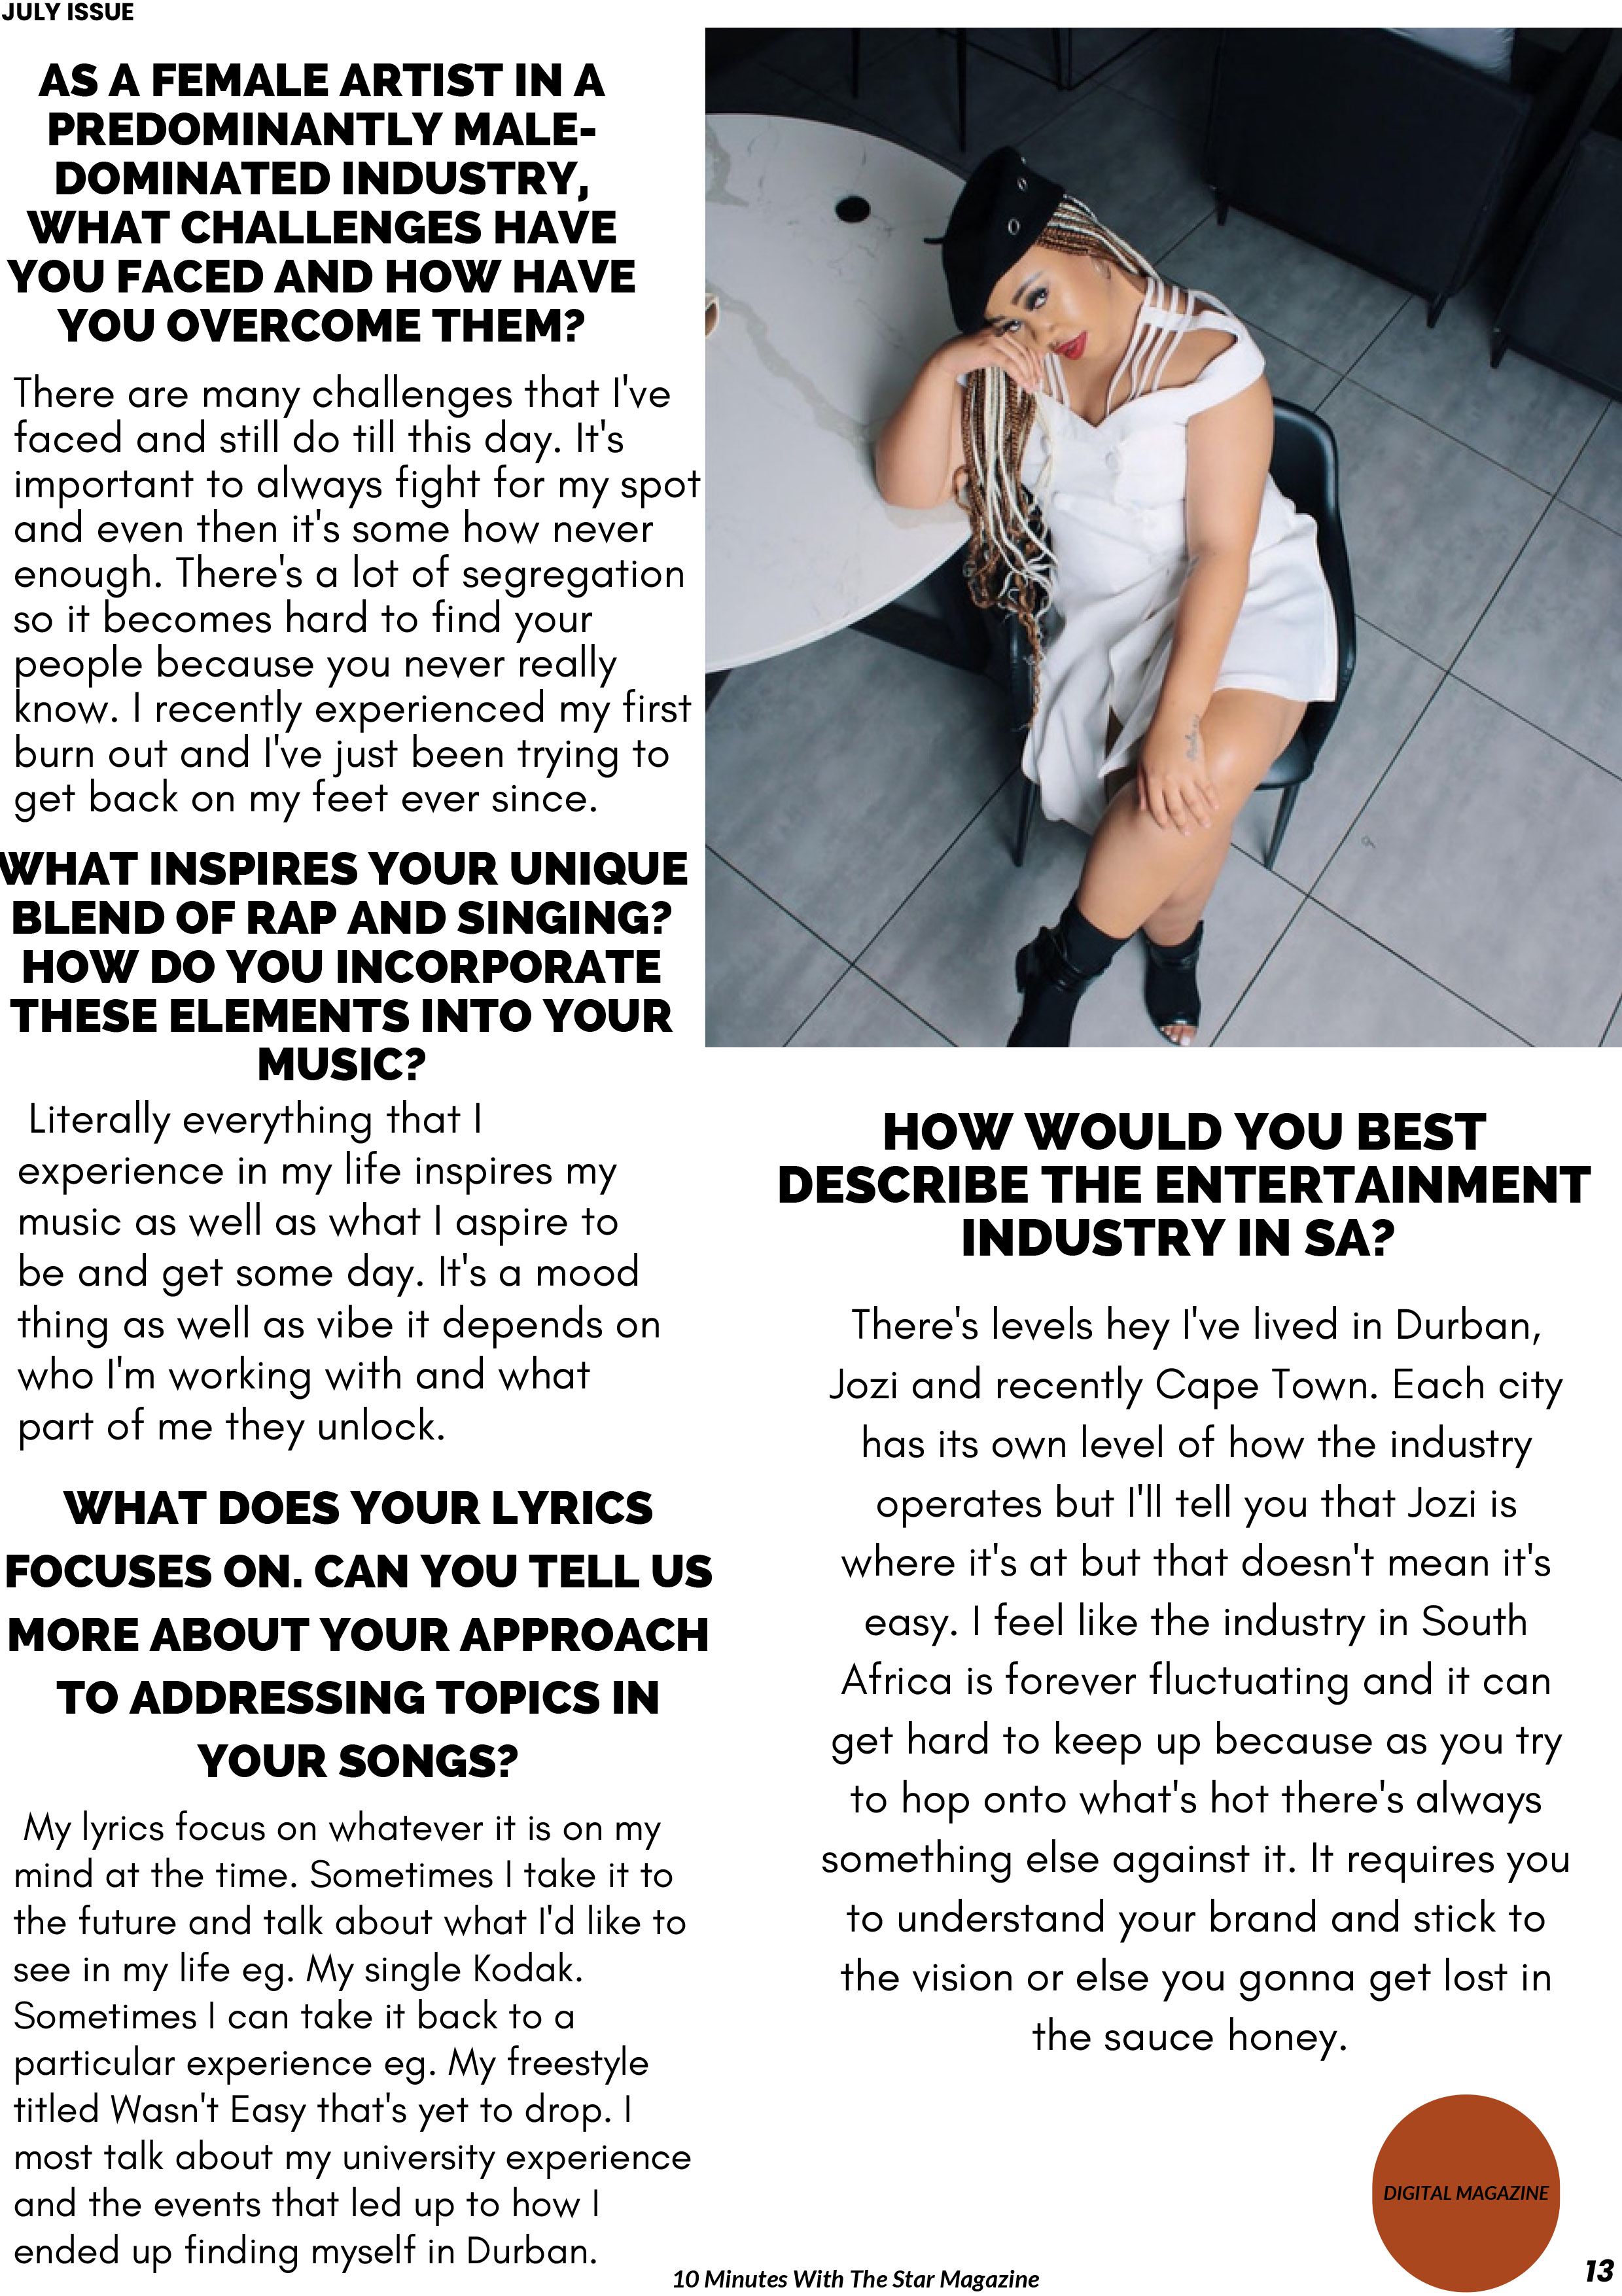 JULY ISSUE
AS A FEMALE ARTIST IN A
PREDOMINANTLY MALE-
DOMINATED INDUSTRY,
WHAT CHALLENGES HAVE
YOU FACED AND HOW HAVE
YOU OVERCOME THEM?
There are many challenges that I've
faced and still do till this day. It's
important to always fight for my spot
and even then it's some how never
enough. There's a lot of segregation
so it becomes hard to find your
people because you never really
know. I recently experienced my first
burn out and I've just been trying to
get back on my feet ever since.
WHAT INSPIRES YOUR UNIQUE
BLEND OF RAP AND SINGING?
HOW DO YOU INCORPORATE
THESE ELEMENTS INTO YOUR
MUSIC?
Literally everything that I
experience in my life inspires my
music as well as what I aspire to
be and get some day. It's a mood
thing as well as vibe it depends on
who I'm working with and what
part of me they unlock.
WHAT DOES YOUR LYRICS
FOCUSES ON. CAN YOU TELL US
MORE ABOUT YOUR APPROACH
TO ADDRESSING TOPICS IN
YOUR SONGS?
My lyrics focus on whatever it is on my
mind at the time. Sometimes I take it to
the future and talk about what I'd like to
see in my life eg. My single Kodak.
Sometimes I can take it back to a
particular experience eg. My freestyle
titled Wasn't Easy that's yet to drop. I
most talk about my university experience
and the events that led up to how I
ended up finding myself in Durban.
HOW WOULD YOU BEST
DESCRIBE THE ENTERTAINMENT
INDUSTRY IN SA?
There's levels hey I've lived in Durban,
Jozi and recently Cape Town. Each city
has its own level of how the industry
operates but I'll tell you that Jozi is
where it's at but that doesn't mean it's
easy. I feel like the industry in South
Africa is forever fluctuating and it can
get hard to keep up because as you try
to hop onto what's hot there's always
something else against it. It requires you
to understand your brand and stick to
the vision or else you gonna get lost in
the sauce honey.
DIGITAL MAGAZINE
10 Minutes With The Star Magazine
13